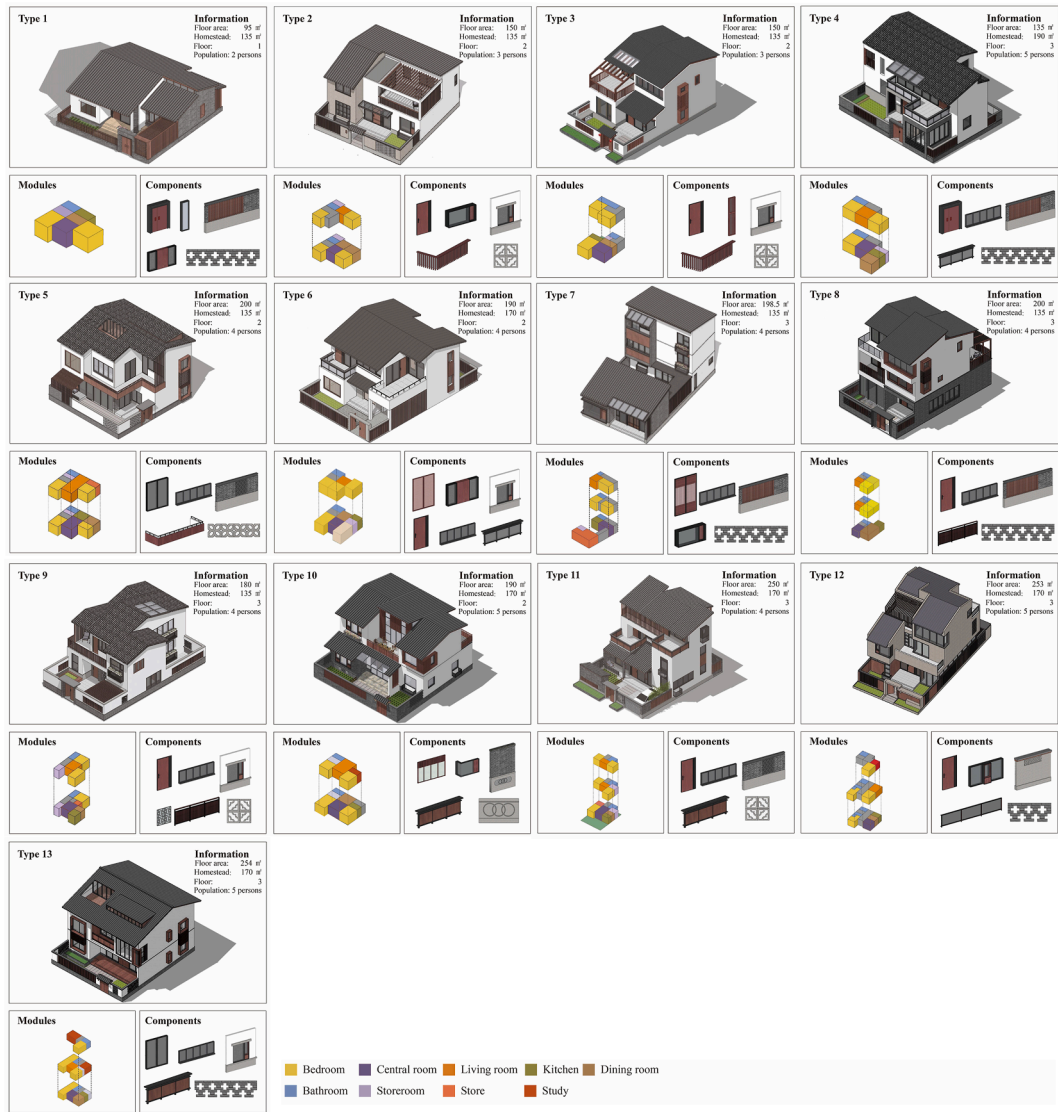 Type 1
Information
Floor area: 95 ㎡
Homestead: 135 ㎡
Floor: 1
Population: 2 persons
Modules
Components
Type 2
Information
Floor area: 150 ㎡
Homestead: 135 ㎡
Floor: 2
Population: 3 persons
Modules
Components
Type 3
Information
Floor area: 150 ㎡
Homestead: 135 ㎡
Floor: 2
Population: 3 persons
Modules
Components
Type 4
Information
Floor area: 135 ㎡
Homestead: 190 ㎡
Floor: 3
Population: 5 persons
Modules
Components
Type 5
Information
Floor area: 200 ㎡
Homestead: 135 ㎡
Floor: 2
Population: 4 persons
Modules
Components
Type 6
Information
Floor area: 190 ㎡
Homestead: 170 ㎡
Floor: 2
Population: 4 persons
Modules
Components
Type 7
Information
Floor area: 198.5 ㎡
Homestead: 135 ㎡
Floor: 3
Population: 4 persons
Modules
Components
Type 8
Information
Floor area: 200 ㎡
Homestead: 135 ㎡
Floor: 3
Population: 4 persons
Modules
Components
Type 9
Information
Floor area: 180 ㎡
Homestead: 135 ㎡
Floor: 3
Population: 4 persons
Modules
Components
Type 10
Information
Floor area: 190 ㎡
Homestead: 170 ㎡
Floor: 2
Population: 5 persons
Modules
Components
Type 11
Information
Floor area: 250 ㎡
Homestead: 170 ㎡
Floor: 3
Population: 4 persons
Modules
Components
Type 12
Information
Floor area: 253 ㎡
Homestead: 170 ㎡
Floor: 3
Population: 5 persons
Modules
Components
Type 13
Information
Floor area: 254 ㎡
Homestead: 170 ㎡
Floor: 3
Population: 5 persons
Modules
Components
Bedroom Central room Living room Kitchen Dining room
Bathroom Storeroom Store Study